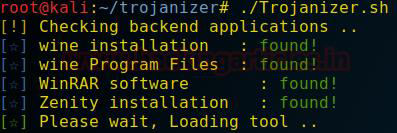 root@kali:~/trojanizer# ./Trojanizer.sh
[!] Checking backend applications ..
[☆] wine installation   : found!
[☆] wine Program Files  : found!
[☆] WinRAR software       : found!
[☆] Zenity installation   : found!
[☆] Please wait, Loading tool ..